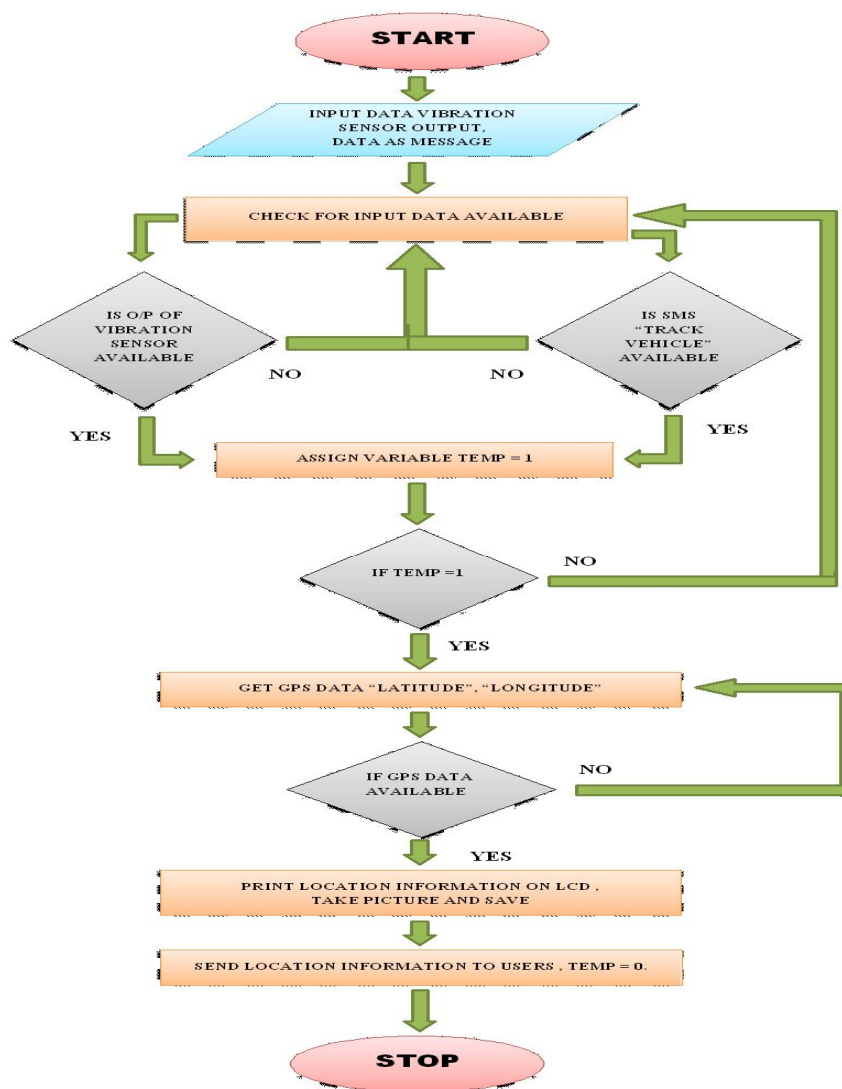 START
INPUT DATA VIBRATION
SENSOR OUTPUT,
DATA AS MESSAGE
CHECK FOR INPUT DATA AVAILABLE
IS O/P OF
VIBRATION
SENSOR
AVAILABLE
IS SMS
“TRACK
VEHICLE”
AVAILABLE
NO
NO
YES
YES
ASSIGN VARIABLE TEMP = 1
IF TEMP =1
NO
YES
GET GPS DATA “LATITUDE”, “LONGITUDE”
IF GPS DATA
AVAILABLE
NO
YES
PRINT LOCATION INFORMATION ON LCD ,
TAKE PICTURE AND SAVE
SEND LOCATION INFORMATION TO USERS , TEMP = 0.
STOP